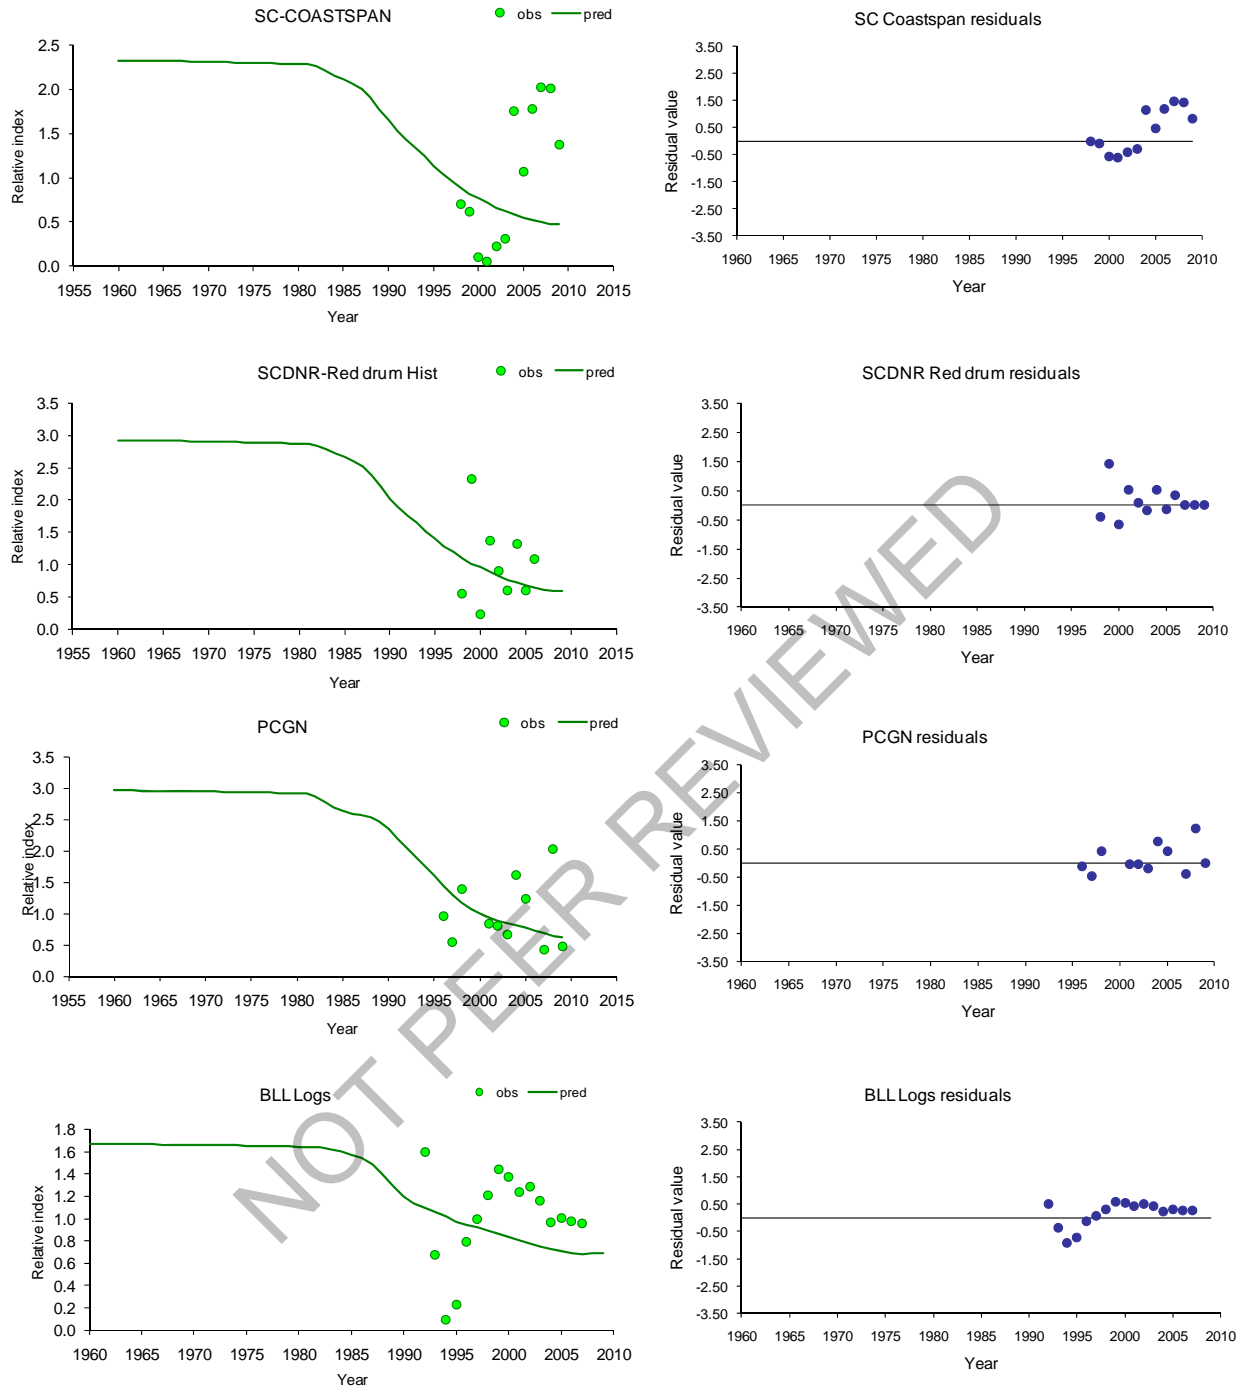 SC-COASTSPAN
obs
pred
2.5
2.0
1.5
1.0
0.5
0.0
Relative index
1955 1960 1965 1970 1975 1980 1985 1990 1995 2000 2005 2010 2015
Year
SC Coastspan residuals
3.50
2.50
1.50
0.50
-0.50
-1.50
-2.50
-3.50
Residual value
1960 1965 1970 1975 1980 1985 1990 1995 2000 2005 2010
Year
SCDNR-Red drum Hist
obs
pred
3.5
3.0
2.5
2.0
1.5
1.0
0.5
0.0
Relative index
1955 1960 1965 1970 1975 1980 1985 1990 1995 2000 2005 2010 2015
Year
SCDNR Red drum residuals
3.50
2.50
1.50
0.50
-0.50
-1.50
-2.50
-3.50
Residual value
1960 1965 1970 1975 1980 1985 1990 1995 2000 2005 2010
Year
PCGN
obs
pred
3.5
3.0
2.5
2.0
1.5
1.0
0.5
0.0
Relative index
1955 1960 1965 1970 1975 1980 1985 1990 1995 2000 2005 2010 2015
Year
PCGN residuals
3.50
2.50
1.50
0.50
-0.50
-1.50
-2.50
-3.50
Residual value
1960 1965 1970 1975 1980 1985 1990 1995 2000 2005 2010
Year
BLL Logs
obs
pred
1.8
1.6
1.4
1.2
1.0
0.8
0.6
0.4
0.2
0.0
Relative index
1960 1965 1970 1975 1980 1985 1990 1995 2000 2005 2010
Year
BLL Logs residuals
3.50
2.50
1.50
0.50
-0.50
-1.50
-2.50
-3.50
Residual value
1960 1965 1970 1975 1980 1985 1990 1995 2000 2005 2010
Year
NOT PEER REVIEWED